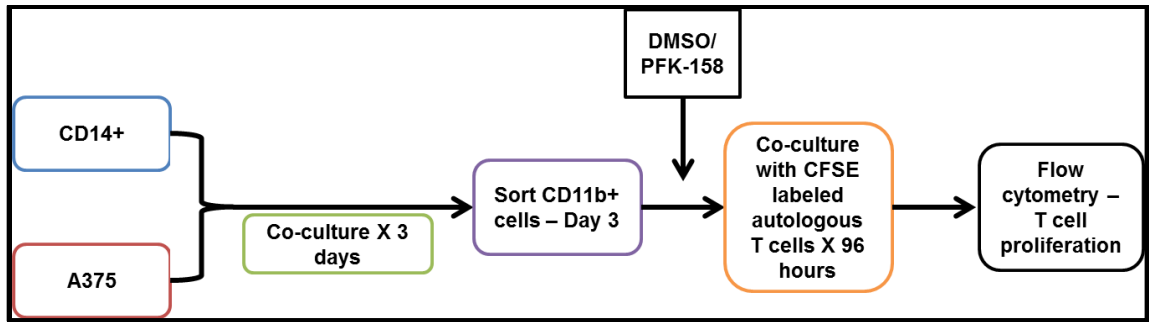 CD14+
A375
Co-culture X 3
days
Sort CD11b+
cells – Day 3
DMSO/
PFK-158
Co-culture
with CFSE
labeled
autologous
T cells X 96
hours
Flow
cytometry –
T cell
proliferation